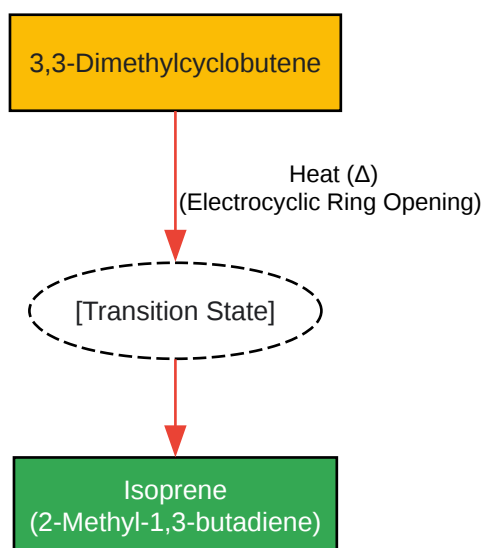 3,3-Dimethylcyclobutene
Heat (Δ)
(Electrocyclic Ring Opening)
[Transition State]
Isoprene
(2-Methyl-1,3-butadiene)